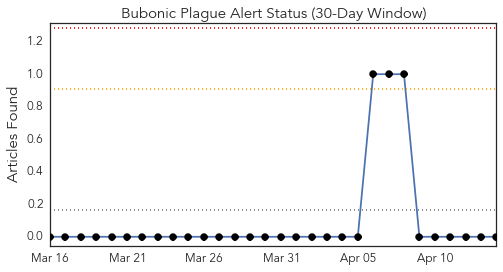 Bubonic Plague Alert Status (30-Day Window)
Articles Found
1.2
1.0
0.8
0.6
0.4
0.2
0.0
Mar 16 Mar 21 Mar 26 Mar 31 Apr 05 Apr 10